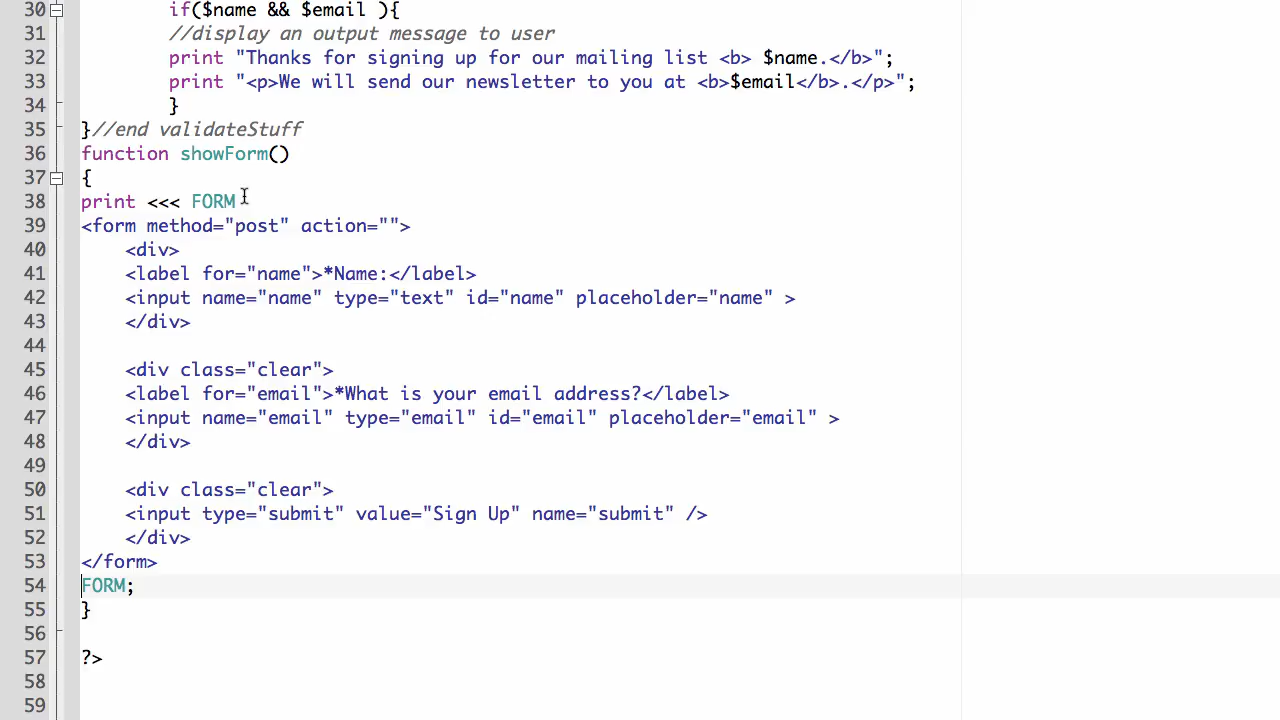 30 if($name && $email ){
31 //display an output message to user
32 print "Thanks for signing up for our mailing list <b> $name.</b>";
33 print "<p>We will send our newsletter to you at <b>$email</b>.</p>";
34 }
35 }//end validateStuff
36 function showForm()
37 {
38 print <<< FORM
39 <form method="post" action="">
40 <div>
41 <label for="name">*Name:</label>
42 <input name="name" type="text" id="name" placeholder="name" >
43 </div>
44
45 <div class="clear">
46 <label for="email">*What is your email address?</label>
47 <input name="email" type="email" id="email" placeholder="email" >
48 </div>
49
50 <div class="clear">
51 <input type="submit" value="Sign Up" name="submit" />
52 </div>
53 </form>
54 FORM;
55 }
56
57 ?>
58
59